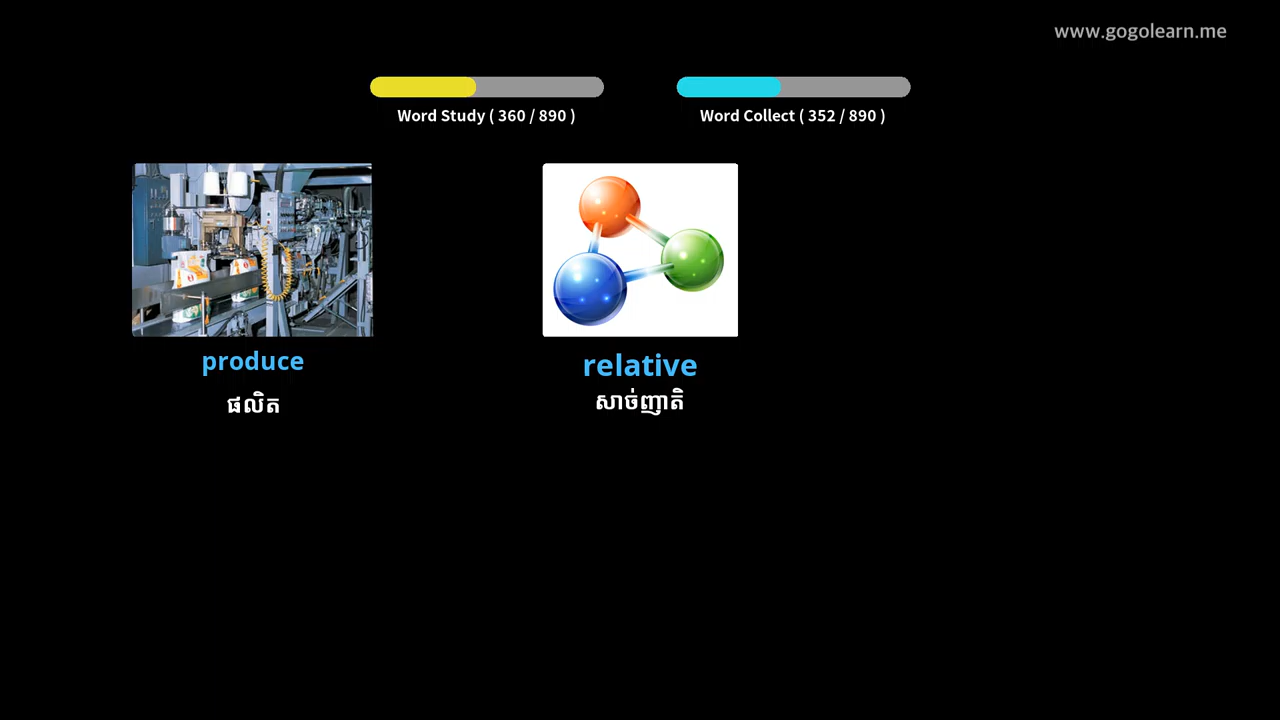 www.gogolearn.me
Word Study ( 360 / 890 )
Word Collect ( 352 / 890 )
produce
ផលិត
relative
សាច់ញាតិ